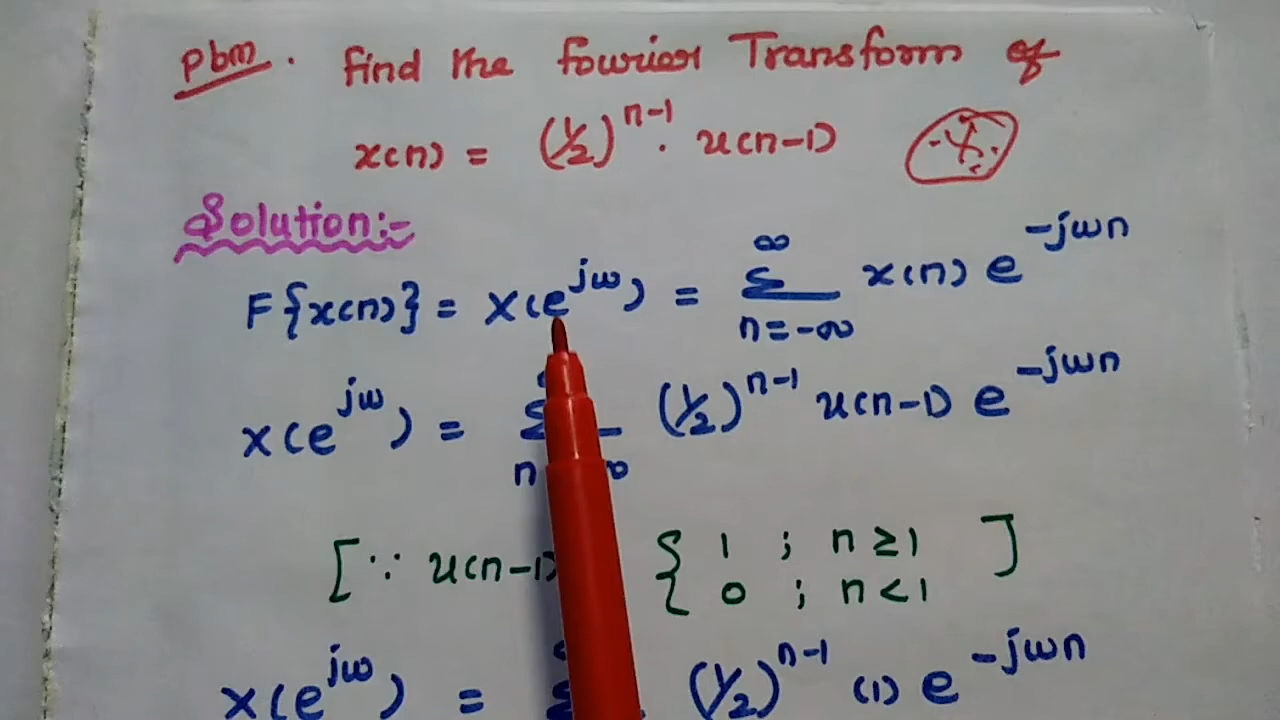 Pbm. Find the Fourier Transform of
x(n) = (1/2)^{n-1} . u(n-1)
Solution:-
F{x(n)} = X(e^{jω}) = Σ_{n=-∞}^{∞} x(n) e^{-jωn}
X(e^{jω}) = Σ (1/2)^{n-1} u(n-1) e^{-jωn}
[∵ u(n-1) { 1 ; n ≥ 1 ]
0 ; n < 1
X(e^{jω}) = (1/2)^{n-1} (1) e^{-jωn}